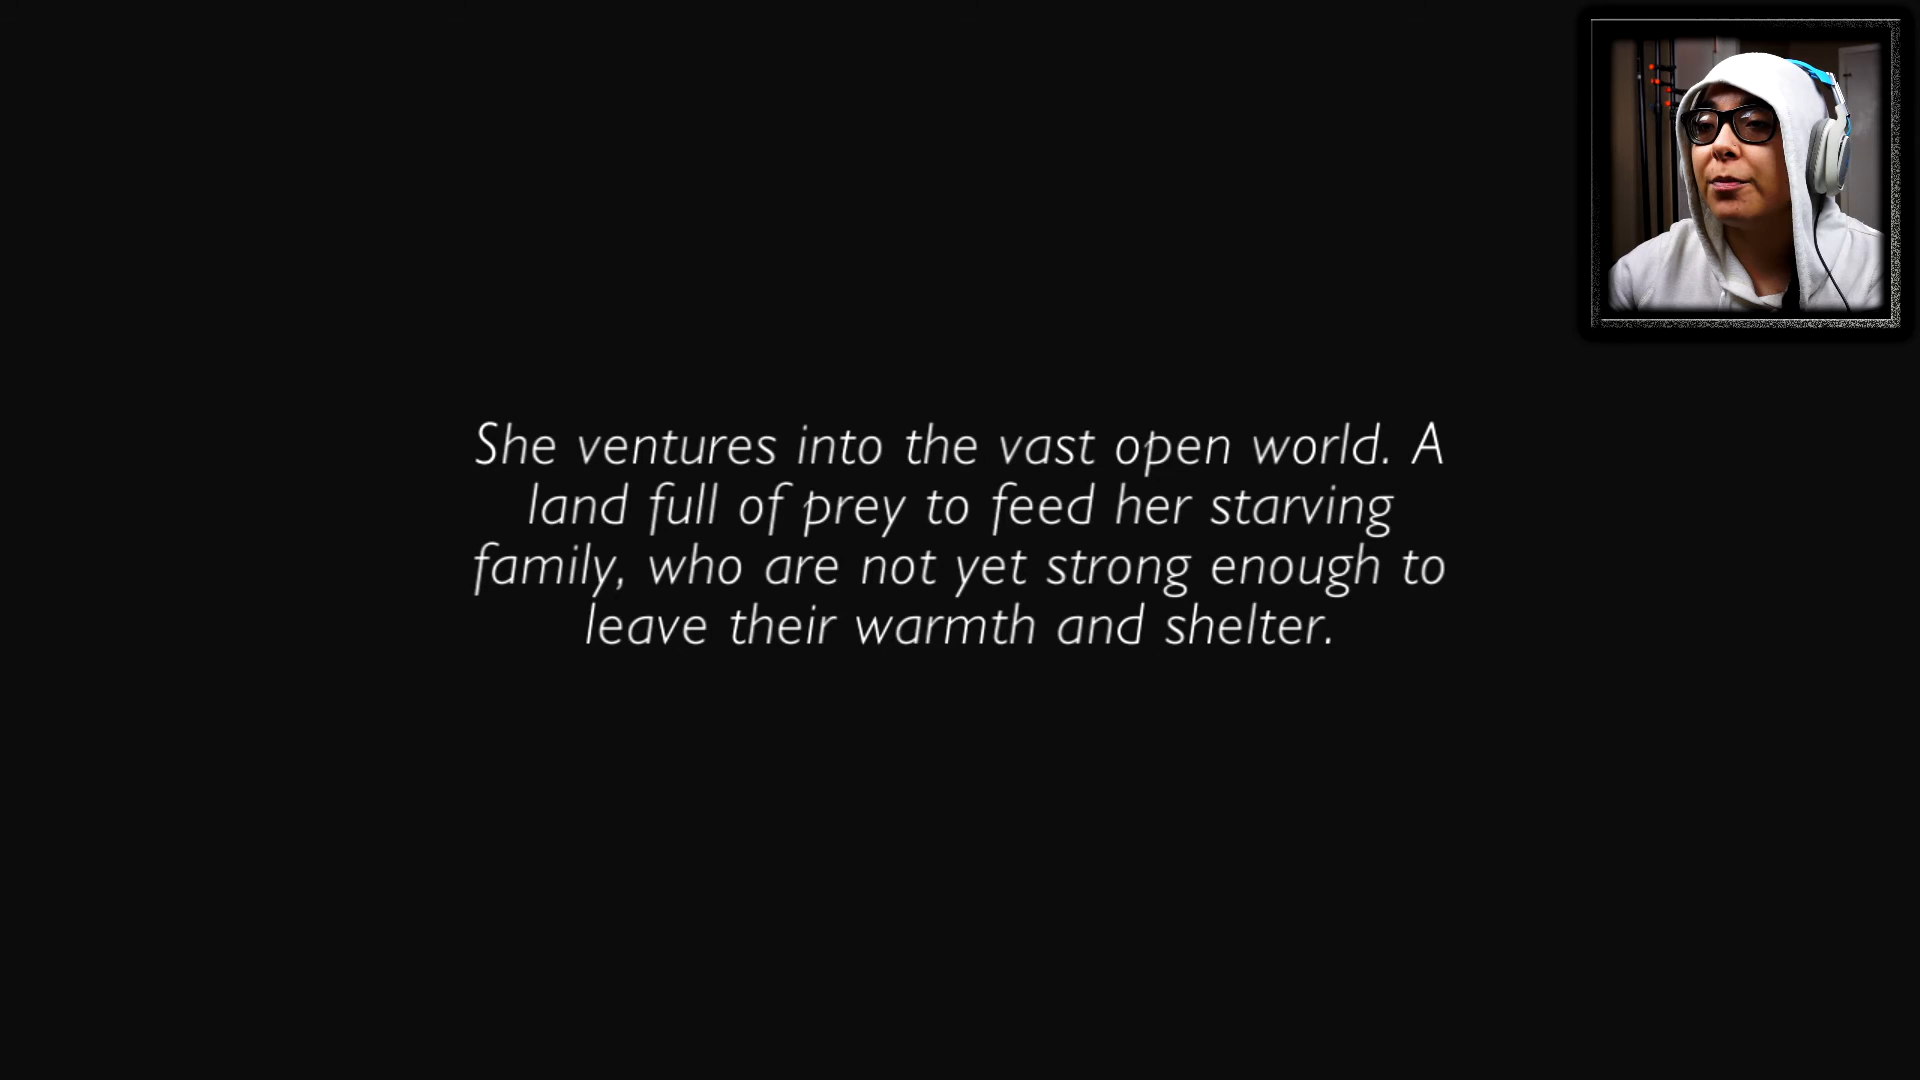 She ventures into the vast open world. A
land full of prey to feed her starving
family, who are not yet strong enough to
leave their warmth and shelter.